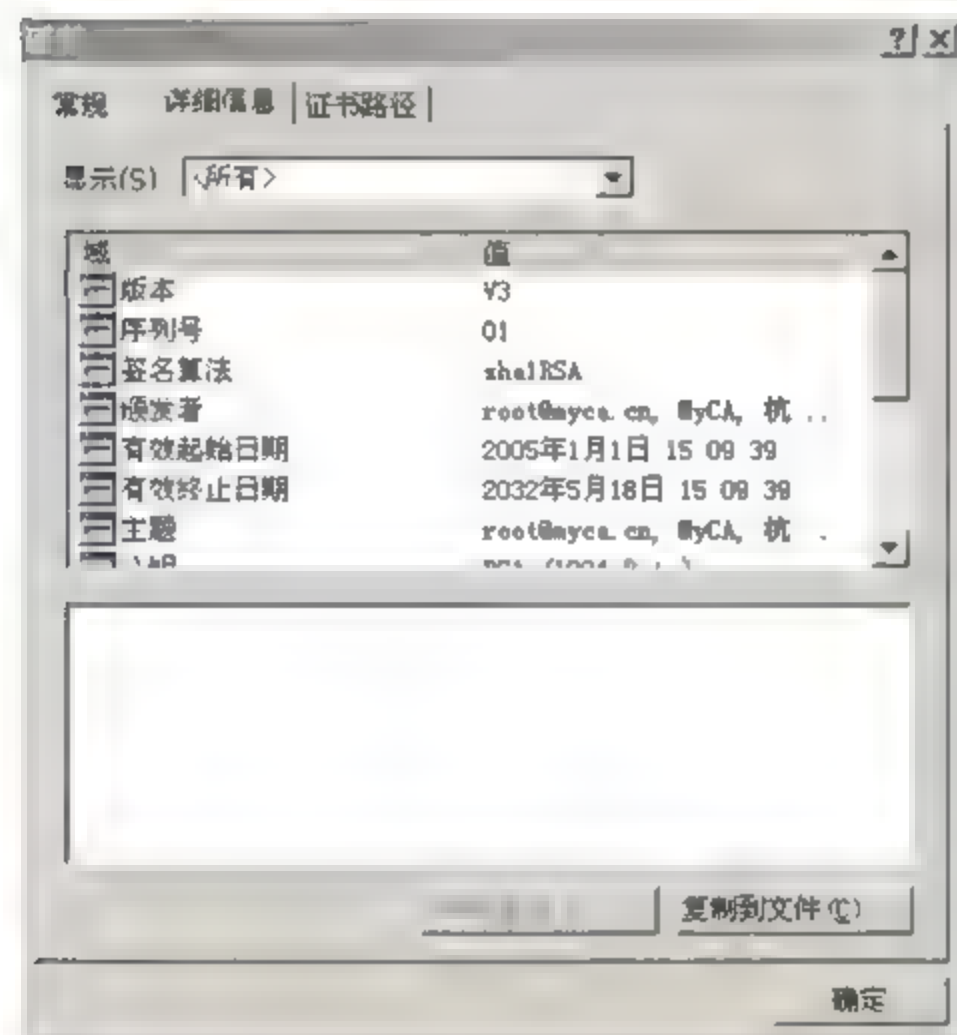 ? ×
常规 详细信息 证书路径
显示(S) <所有>
域 值
版本 V3
序列号 01
签名算法 sha1RSA
颁发者 root@myca.cn, MyCA, 杭 ..
有效起始日期 2005年1月1日 15 09 39
有效终止日期 2032年5月18日 15 09 39
主题 root@myca.cn, MyCA, 杭 .
复制到文件(C)
确定